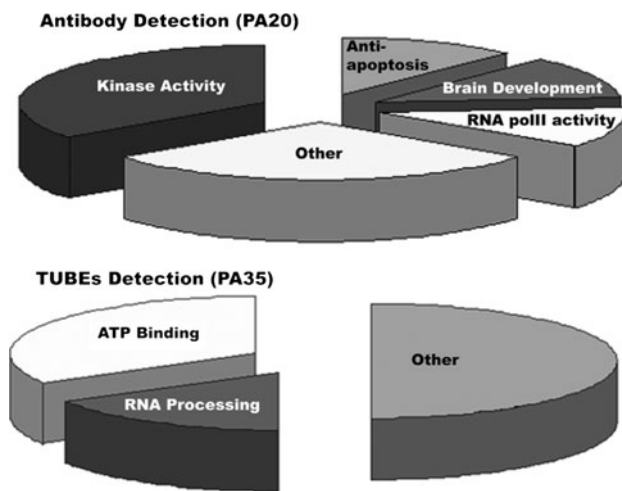 Antibody Detection (PA20)
Anti-
apoptosis
Kinase Activity
Brain Development
RNA polII activity
Other
TUBEs Detection (PA35)
ATP Binding
Other
RNA Processing